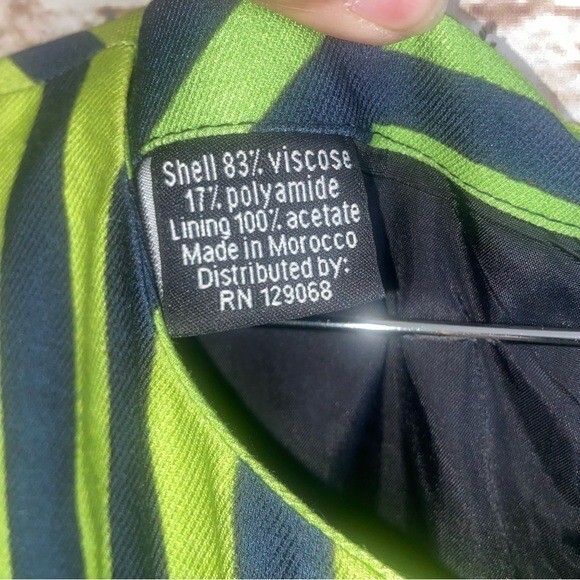 Shell 83% viscose
17% polyamide
Lining 100% acetate
Made in Morocco
Distributed by:
RN 129068